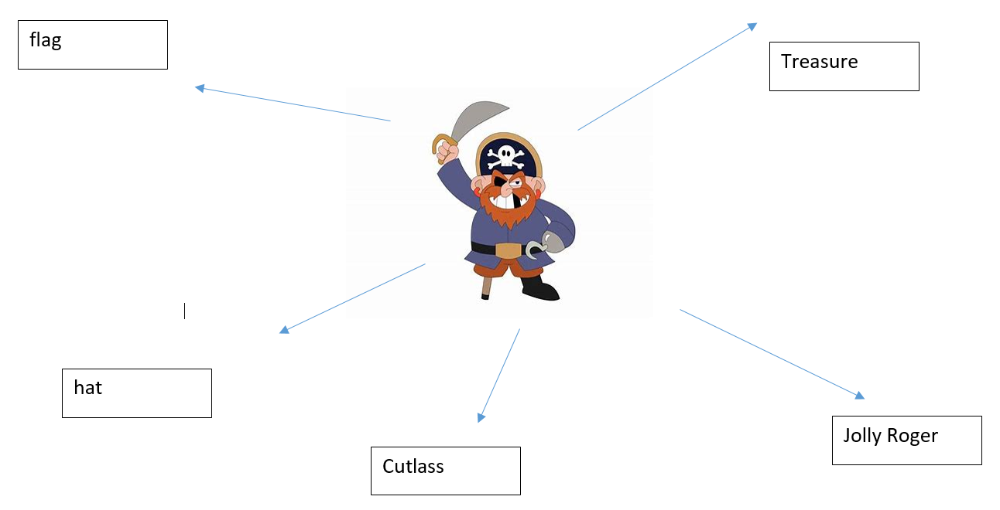 flag
Treasure
hat
Jolly Roger
Cutlass